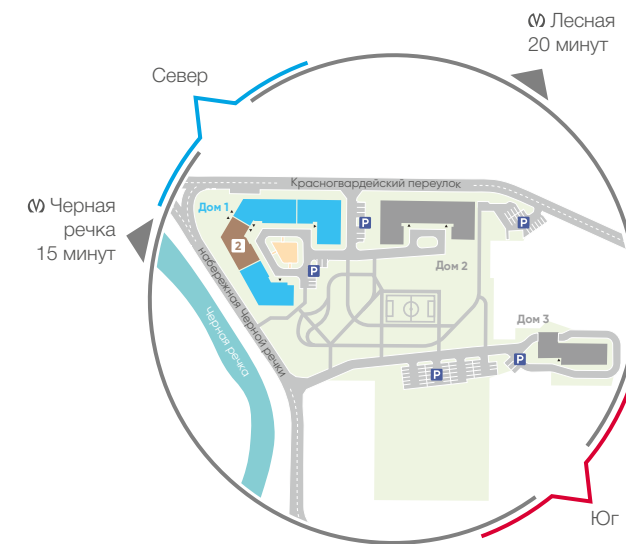 Лесная
20 минут
Север
Красногвардейский переулок
Черная
речка
15 минут
Дом 1
2
P
P
P
Дом 2
набережная Черной речки
Черная речка
Дом 3
P
P
Юг